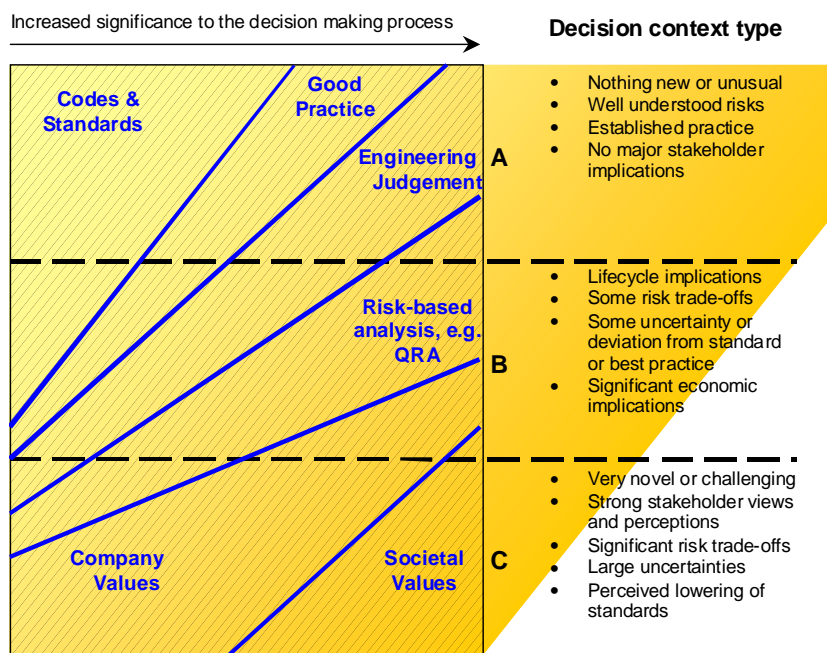 Increased significance to the decision making process
Decision context type
Codes &
Standards
Good
Practice
Engineering
Judgement
A
• Nothing new or unusual
• Well understood risks
• Established practice
• No major stakeholder
implications
Risk-based
analysis, e.g.
QRA
B
• Lifecycle implications
• Some risk trade-offs
• Some uncertainty or
deviation from standard
or best practice
• Significant economic
implications
Company
Values
Societal
Values
C
• Very novel or challenging
• Strong stakeholder views
and perceptions
• Significant risk trade-offs
• Large uncertainties
• Perceived lowering of
standards